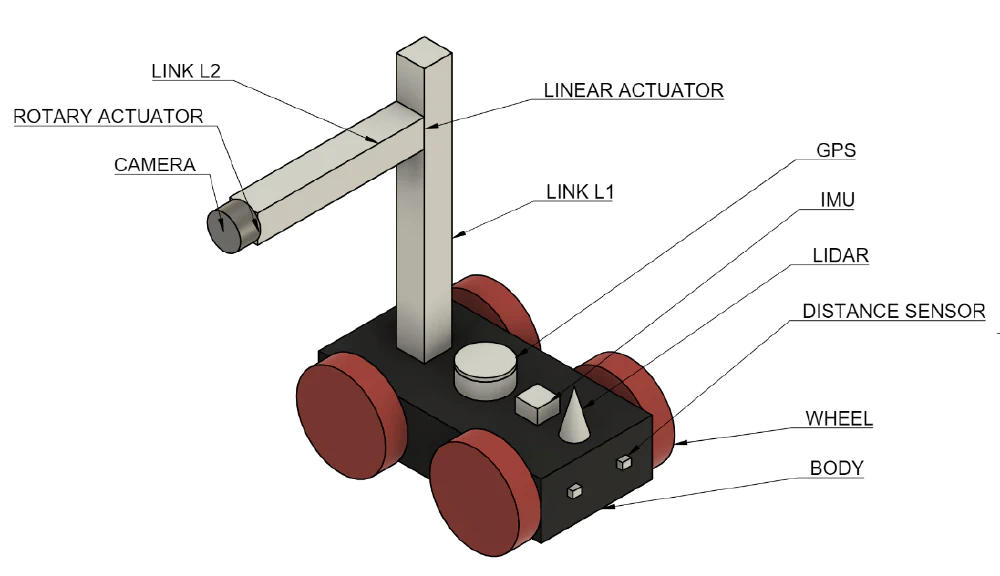 LINK L2
ROTARY ACTUATOR
CAMERA
LINEAR ACTUATOR
GPS
LINK L1
IMU
LIDAR
DISTANCE SENSOR
WHEEL
BODY